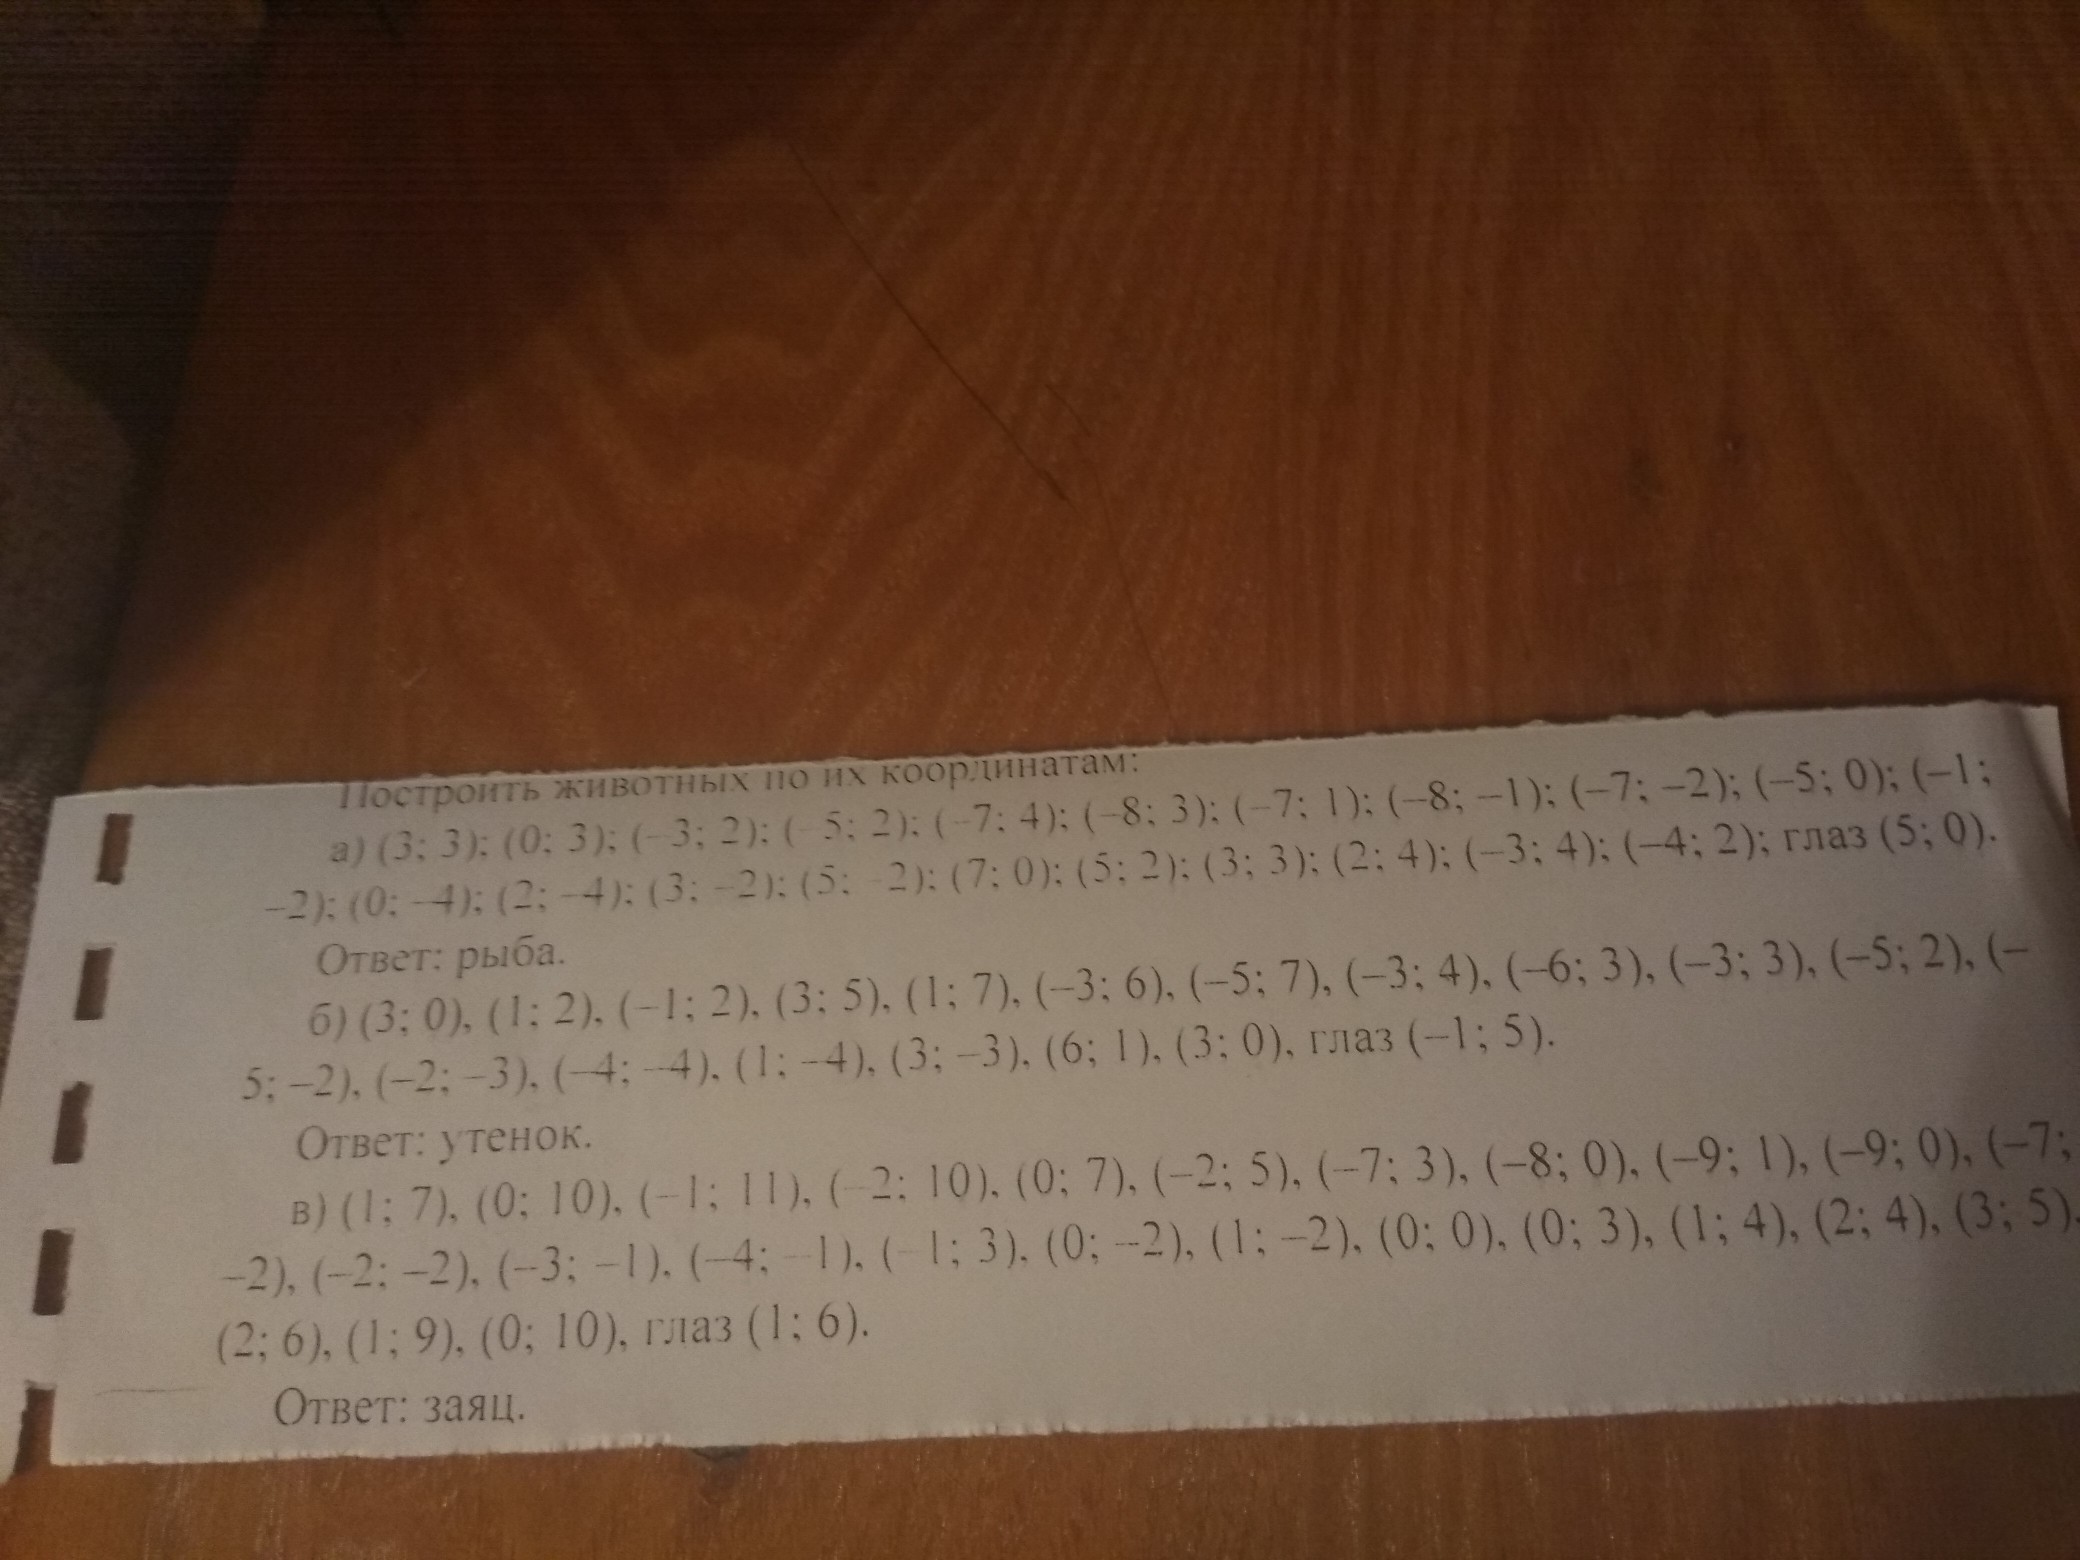 Построить животных по их координатам:
а) (3; 3); (0; 3); (–3; 2); (–5; 2); (–7; 4); (–8; 3); (–7; 1); (–8; –1); (–7; –2); (–5; 0); (–1;
–2); (0; –4); (2; –4); (3; –2); (5; –2); (7; 0); (5; 2); (3; 3); (2; 4); (–3; 4); (–4; 2); глаз (5; 0).
Ответ: рыба.
б) (3; 0), (1; 2), (–1; 2), (3; 5), (1; 7), (–3; 6), (–5; 7), (–3; 4), (–6; 3), (–3; 3), (–5; 2), (–
5; –2), (–2; –3), (–4; –4), (1; –4), (3; –3), (6; 1), (3; 0), глаз (–1; 5).
Ответ: утенок.
в) (1; 7), (0; 10), (–1; 11), (–2; 10), (0; 7), (–2; 5), (–7; 3), (–8; 0), (–9; 1), (–9; 0), (–7;
–2), (–2; –2), (–3; –1), (–4; –1), (–1; 3), (0; –2), (1; –2), (0; 0), (0; 3), (1; 4), (2; 4), (3; 5),
(2; 6), (1; 9), (0; 10), глаз (1; 6).
Ответ: заяц.